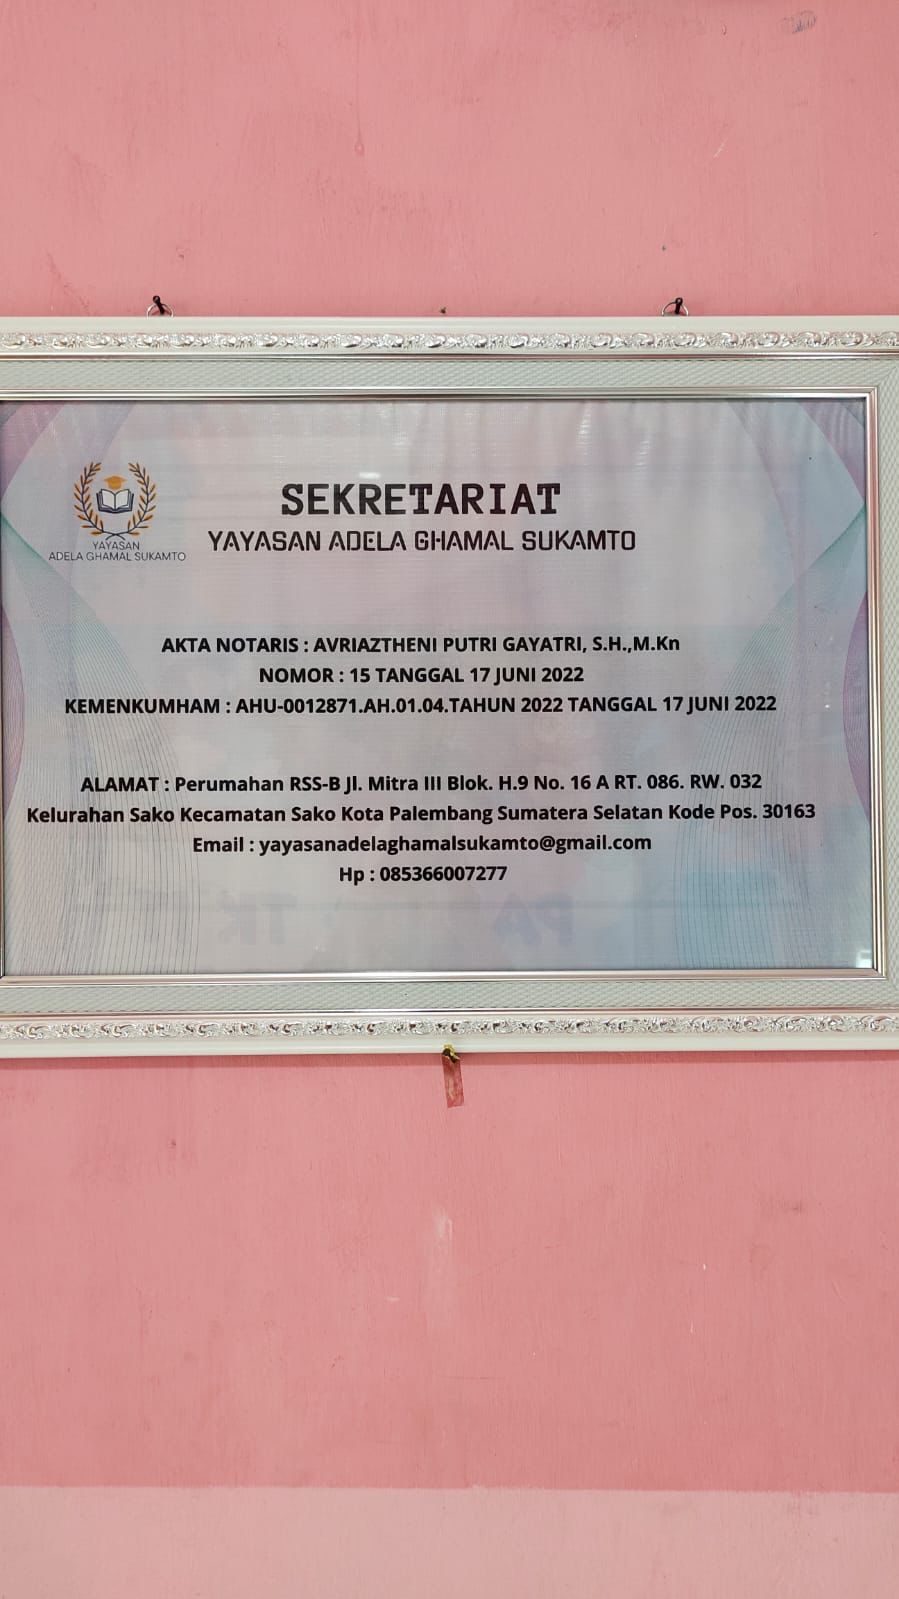 SEKRETARIAT
YAYASAN ADELA GHAMAL SUKAMTO
YAYASAN
ADELA GHAMAL SUKAMTO
AKTA NOTARIS : AVRIAZTHENI PUTRI GAYATRI, S.H.,M.Kn
NOMOR : 15 TANGGAL 17 JUNI 2022
KEMENKUMHAM : AHU-0012871.AH.01.04.TAHUN 2022 TANGGAL 17 JUNI 2022
ALAMAT : Perumahan RSS-B Jl. Mitra III Blok. H.9 No. 16 A RT. 086. RW. 032
Kelurahan Sako Kecamatan Sako Kota Palembang Sumatera Selatan Kode Pos. 30163
Email : yayasanadelaghamalsukamto@gmail.com
Hp : 085366007277